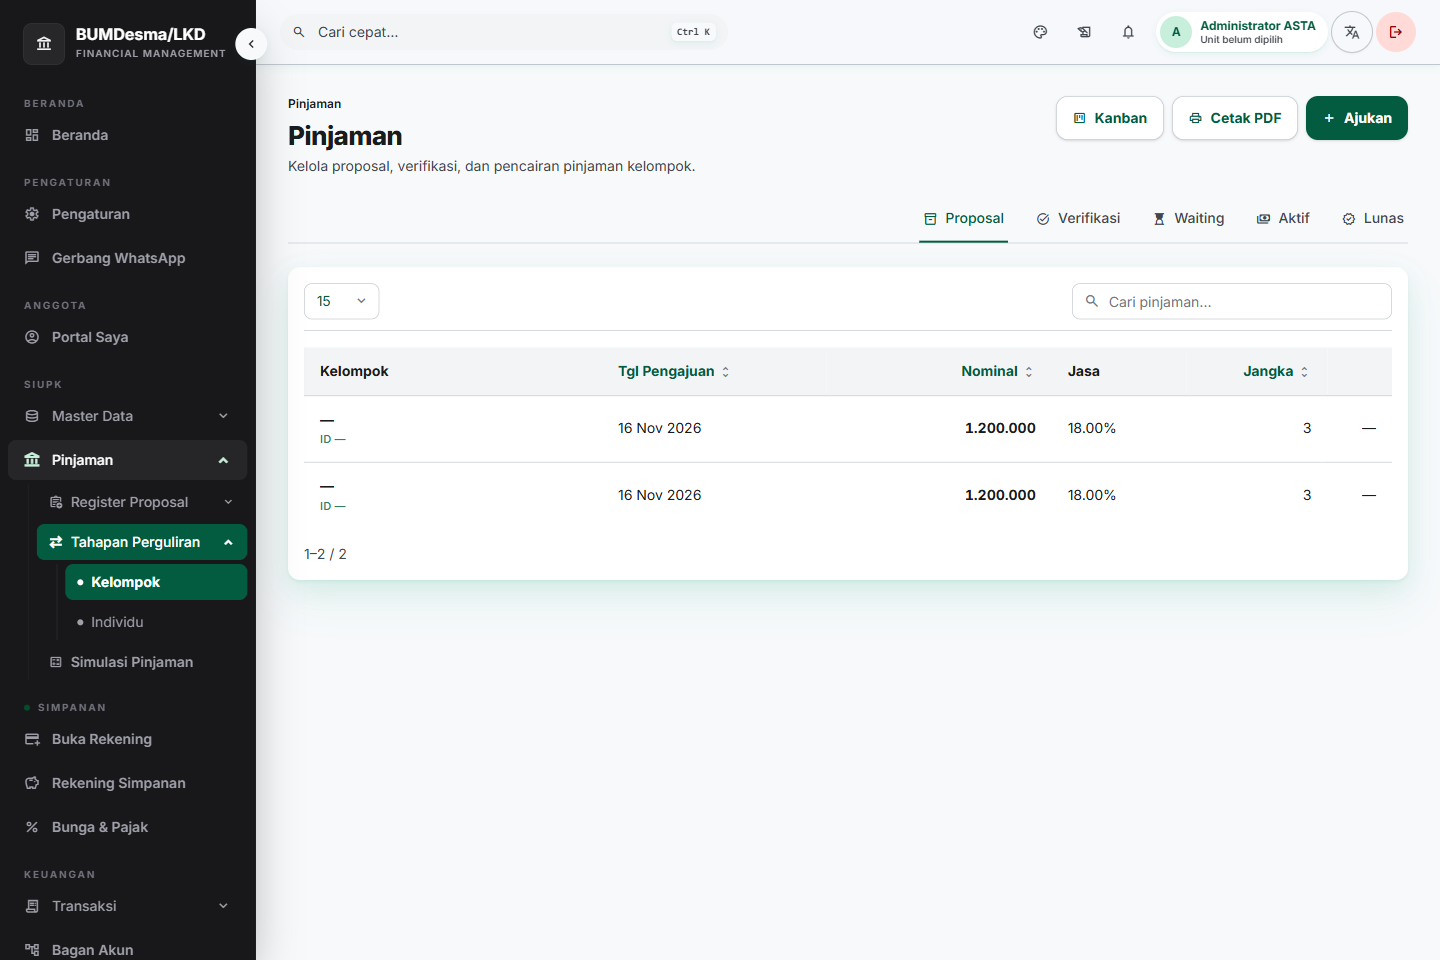 BUMDesma/LKD
FINANCIAL MANAGEMENT
BERANDA
Beranda
PENGATURAN
Pengaturan
Gerbang WhatsApp
ANGGOTA
Portal Saya
SIUPK
Master Data
Pinjaman
Register Proposal
Tahapan Perguliran
Kelompok
Individu
Simulasi Pinjaman
SIMPANAN
Buka Rekening
Rekening Simpanan
Bunga & Pajak
KEUANGAN
Transaksi
Bagan Akun
Cari cepat...
Ctrl K
A
Administrator ASTA
Unit belum dipilih
Pinjaman
Pinjaman
Kelola proposal, verifikasi, dan pencairan pinjaman kelompok.
Kanban
Cetak PDF
+ Ajukan
Proposal
Verifikasi
Waiting
Aktif
Lunas
15
Cari pinjaman...
Kelompok Tgl Pengajuan Nominal Jasa Jangka
— 16 Nov 2026 1.200.000 18.00% 3 —
ID —
— 16 Nov 2026 1.200.000 18.00% 3 —
ID —
1–2 / 2